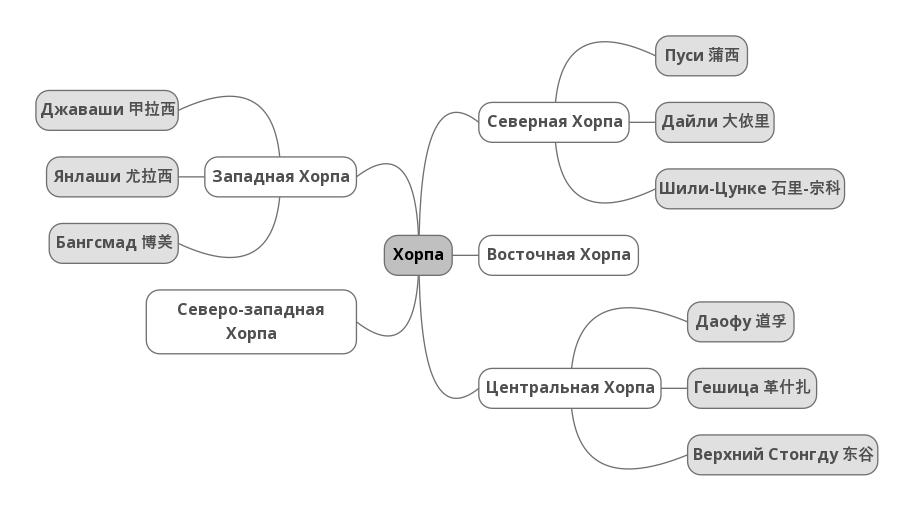 Хорпа
Северная Хорпа
Пуси 蒲西
Дайли 大依里
Шили-Цунке 石里-宗科
Восточная Хорпа
Центральная Хорпа
Даофу 道孚
Гешица 革什扎
Верхний Стонгду 东谷
Западная Хорпа
Джаваши 甲拉西
Янлаши 尤拉西
Бангсмад 博美
Северо-западная
Хорпа